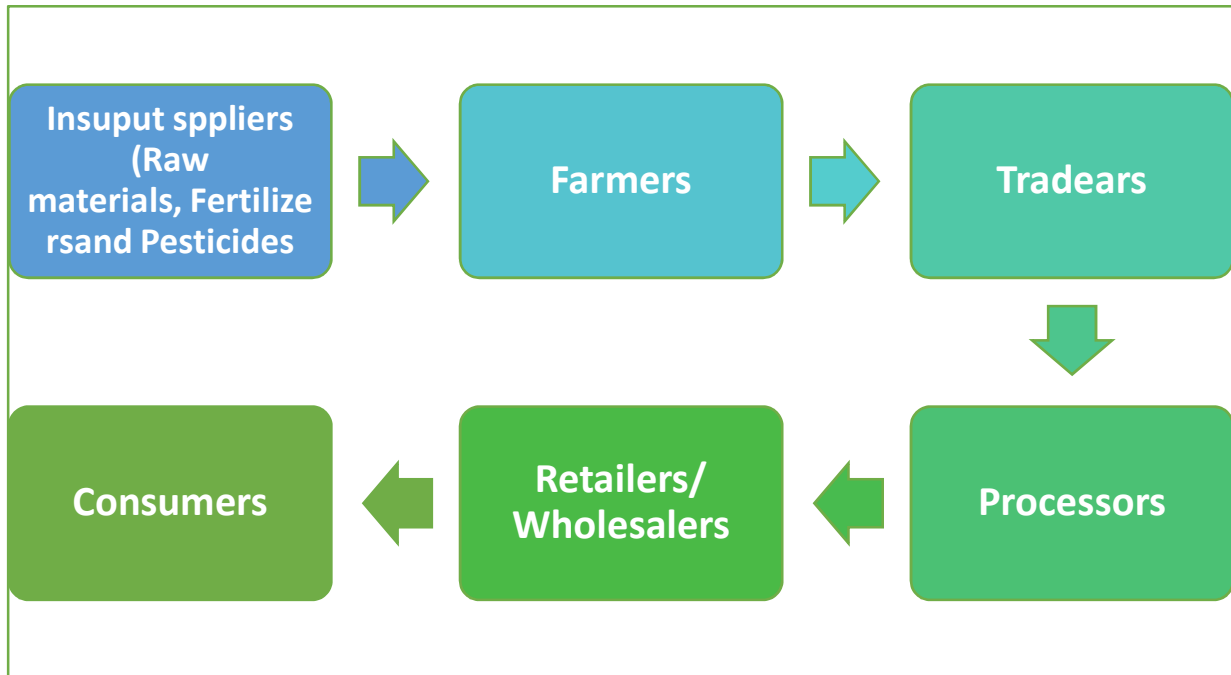 Insuput sppliers
(Raw
materials, Fertilize
rsand Pesticides
Farmers
Tradears
Processors
Retailers/
Wholesalers
Consumers